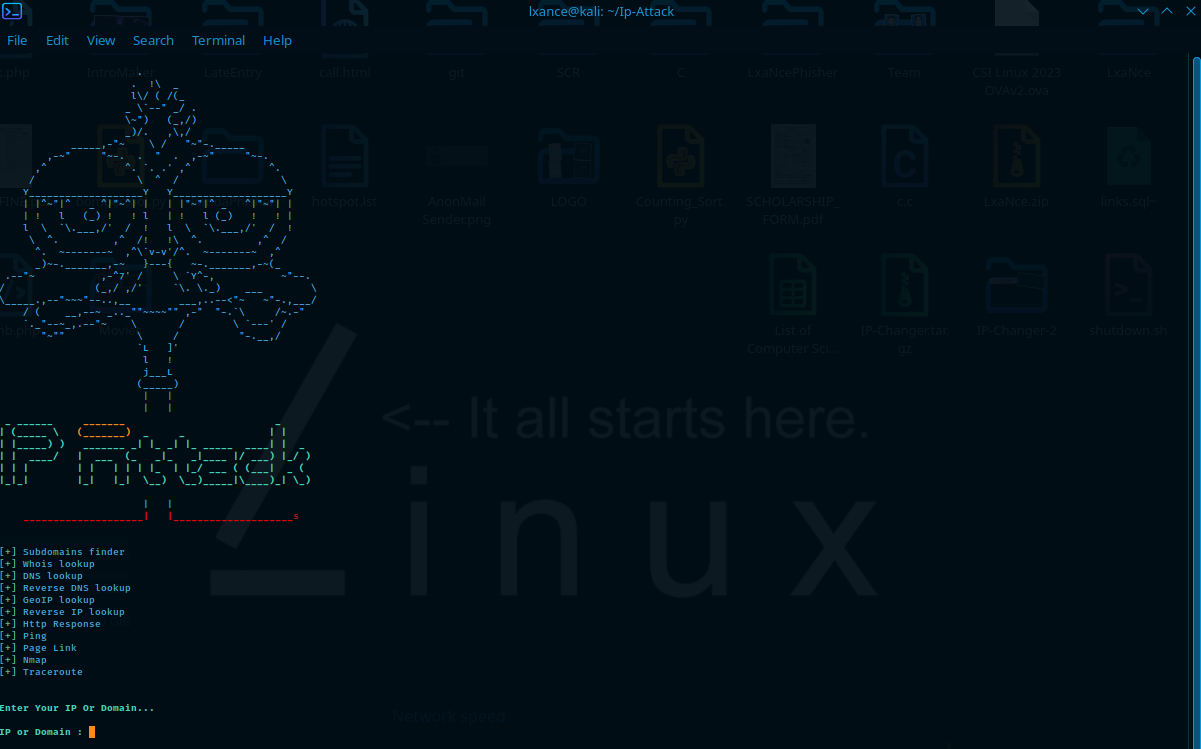 lxance@kali: ~/Ip-Attack
File Edit View Search Terminal Help
IntroMaker LateEntry call.html git SCR C LxaNcePhisher Team CSI Linux 2023 OVAv2.ova LxaNce
hotspot.lst AnonMail Sender.png LOGO Counting_Sort.py SCHOLARSHIP_FORM.pdf c.c LxaNce.zip links.sql~
List of Computer Sci... IP-Changer.tar.gz IP-Changer-2 shutdown.sh
<-- It all starts here.
inux
[+] Subdomains finder
[+] Whois lookup
[+] DNS lookup
[+] Reverse DNS lookup
[+] GeoIP lookup
[+] Reverse IP lookup
[+] Http Response
[+] Ping
[+] Page Link
[+] Nmap
[+] Traceroute
Enter Your IP Or Domain...
Network speed
IP or Domain :